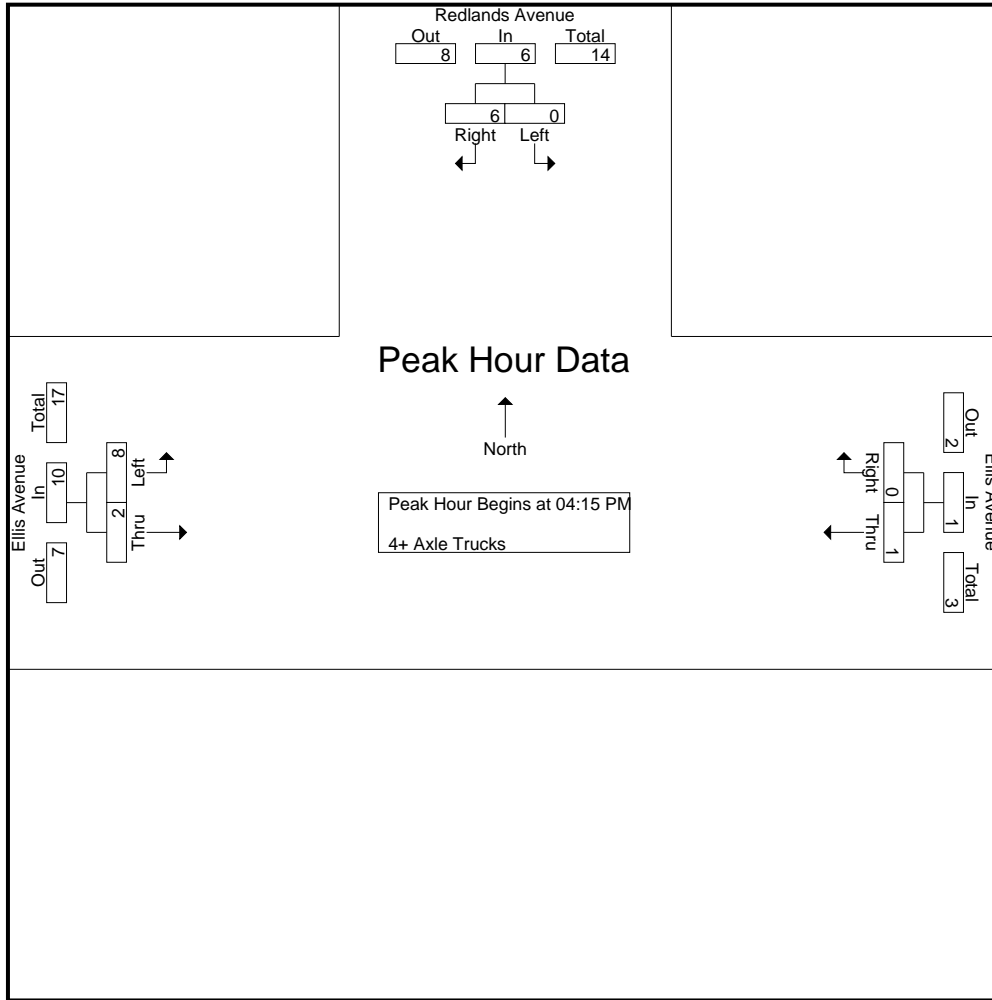 Redlands Avenue
Out In Total
8 6 14
6 0
Right Left
Peak Hour Data
North
Peak Hour Begins at 04:15 PM
4+ Axle Trucks
Ellis Avenue
Total In Out
17 10 7
8 2
Left Thru
Ellis Avenue
Out In Total
2 1 3
0 1
Right Thru